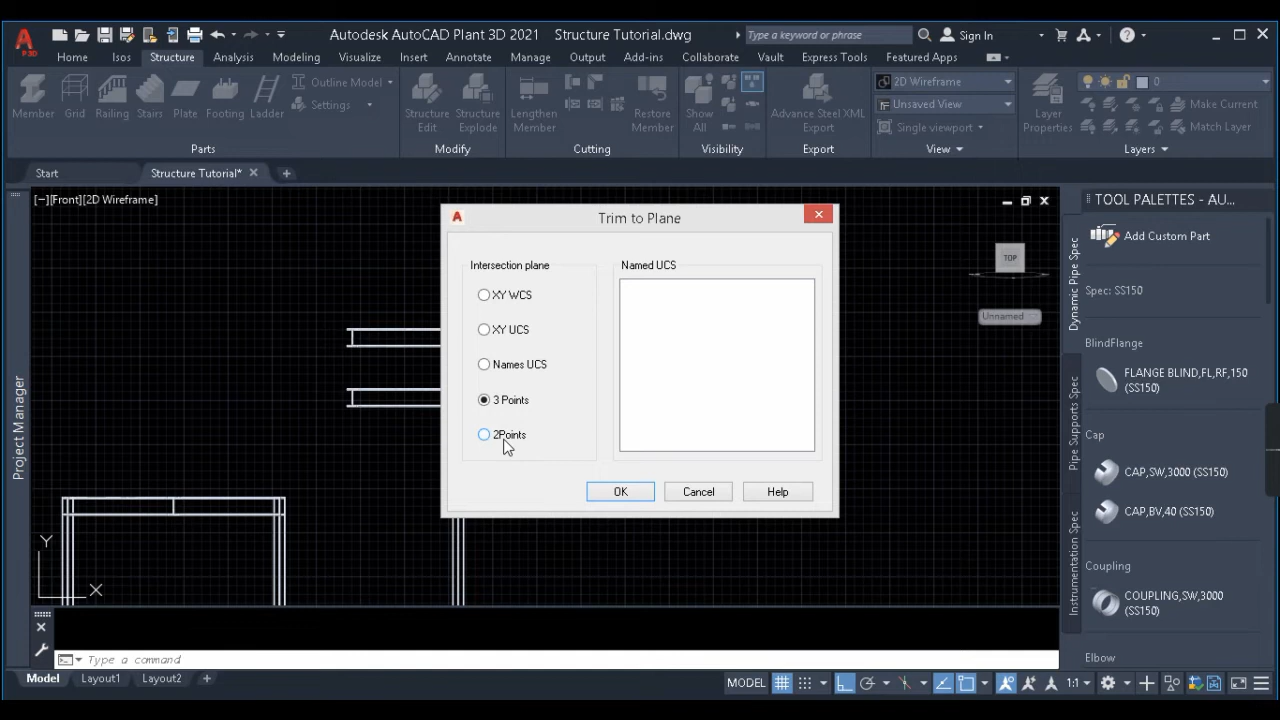 Autodesk AutoCAD Plant 3D 2021 Structure Tutorial.dwg
Type a keyword or phrase
Sign In
P3D
Home Isos Structure Analysis Modeling Visualize Insert Annotate Manage Output Add-ins Collaborate Vault Express Tools Featured Apps
Member Grid Railing Stairs Plate Footing Ladder
Outline Model
Settings
Structure Edit
Structure Explode
Lengthen Member
Restore Member
Show All
Advance Steel XML Export
2D Wireframe
Unsaved View
Single viewport
Layer Properties
0
Make Current
Match Layer
Parts Modify Cutting Visibility Export View Layers
Start
Structure Tutorial*
[−][Front][2D Wireframe]
Project Manager
Trim to Plane
Intersection plane
XY WCS
XY UCS
Names UCS
3 Points
2Points
Named UCS
OK Cancel Help
TOP
Unnamed
TOOL PALETTES - AU...
Dynamic Pipe Spec
Pipe Supports Spec
Instrumentation Spec
Add Custom Part
Spec: SS150
BlindFlange
FLANGE BLIND,FL,RF,150
(SS150)
Cap
CAP,SW,3000 (SS150)
CAP,BV,40 (SS150)
Coupling
COUPLING,SW,3000
(SS150)
Elbow
Y
X
Type a command
Model Layout1 Layout2
MODEL
1:1